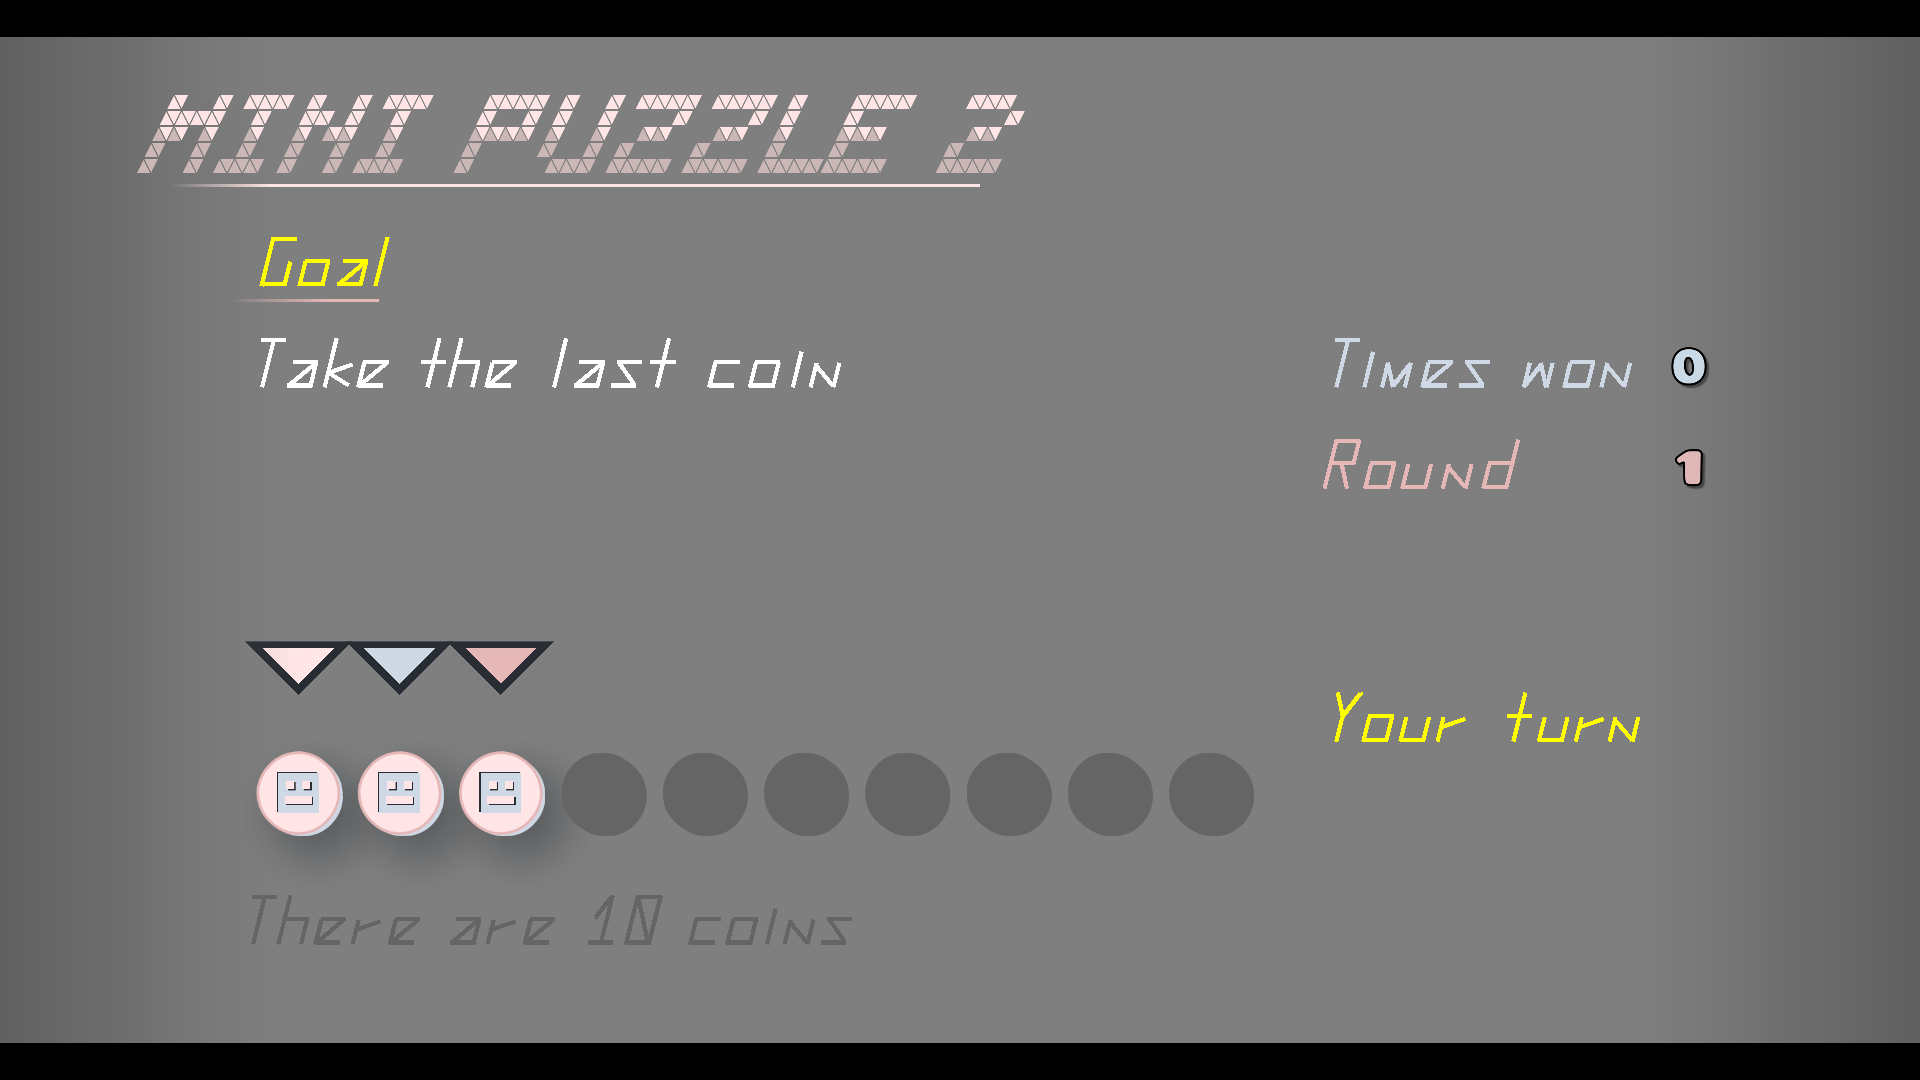 MINI PUZZLE 2
Goal
Take the last coin
Times won 0
Round 1
Your turn
There are 10 coins